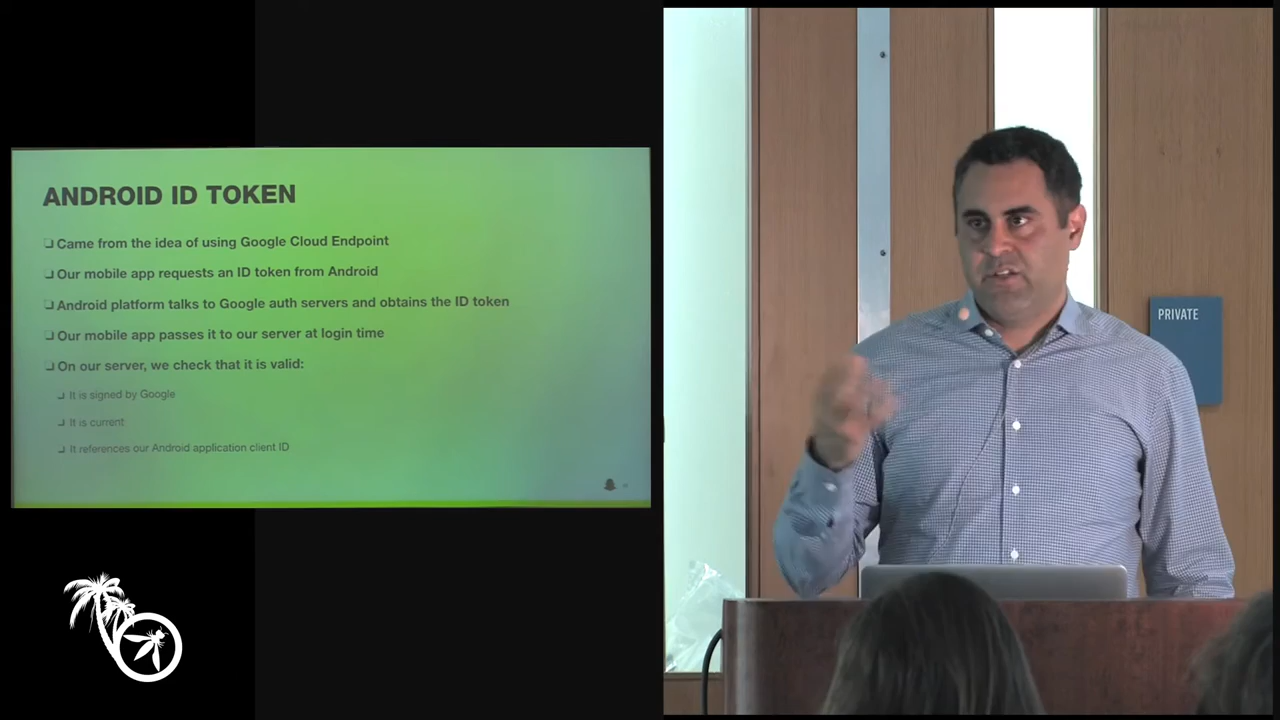 ANDROID ID TOKEN
❑ Came from the idea of using Google Cloud Endpoint
❑ Our mobile app requests an ID token from Android
❑ Android platform talks to Google auth servers and obtains the ID token
❑ Our mobile app passes it to our server at login time
❑ On our server, we check that it is valid:
❑ It is signed by Google
❑ It is current
❑ It references our Android application client ID
PRIVATE